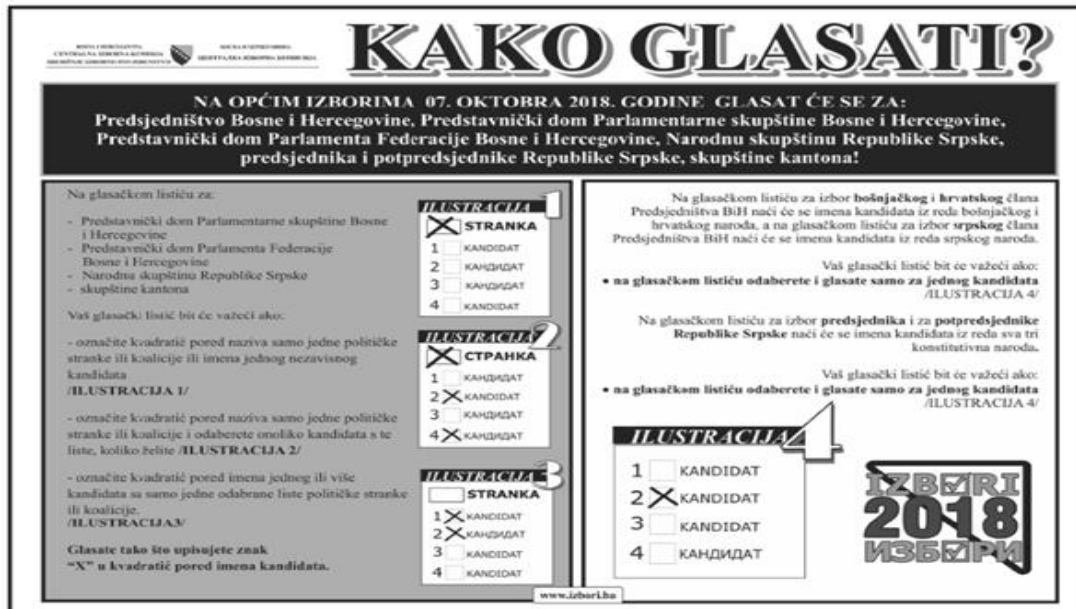 BOSNA I HERCEGOVINA
CENTRALNA IZBORNA KOMISIJA
SREDIŠNJE IZBORNO POVJERENSTVO
БОСНА И ХЕРЦЕГОВИНА
ЦЕНТРАЛНА ИЗБОРНА КОМИСИЈА
KAKO GLASATI?
NA OPĆIM IZBORIMA 07. OKTOBRA 2018. GODINE GLASAT ĆE SE ZA:
Predsjedništvo Bosne i Hercegovine, Predstavnički dom Parlamentarne skupštine Bosne i Hercegovine,
Predstavnički dom Parlamenta Federacije Bosne i Hercegovine, Narodnu skupštinu Republike Srpske,
predsjednika i potpredsjednike Republike Srpske, skupštine kantona!
Na glasačkom listiću za:
- Predstavnički dom Parlamentarne skupštine Bosne
i Hercegovine
- Predstavnički dom Parlamenta Federacije
Bosne i Hercegovine
- Narodnu skupštinu Republike Srpske
- skupštine kantona
Vaš glasački listić bit će važeći ako:
- označite kvadratić pored naziva samo jedne političke
stranke ili koalicije ili imena jednog nezavisnog
kandidata
/ILUSTRACIJA 1/
- označite kvadratić pored naziva samo jedne političke
stranke ili koalicije i odaberete onoliko kandidata s te
liste, koliko želite /ILUSTRACIJA 2/
- označite kvadratić pored imena jednog ili više
kandidata sa samo jedne odabrane liste političke stranke
ili koalicije.
/ILUSTRACIJA3/
Glasate tako što upisujete znak
“X” u kvadratić pored imena kandidata.
ILUSTRACIJA 1
X STRANKA
1 KANDIDAT
2 КАНДИДАТ
3 КАНДИДАТ
4 KANDIDAT
ILUSTRACIJA 2
X СТРАНКА
1 КАНДИДАТ
2 X KANDIDAT
3 KANDIDAT
4 X КАНДИДАТ
ILUSTRACIJA 3
STRANKA
1 X KANDIDAT
2 X КАНДИДАТ
3 KANDIDAT
4 KANDIDAT
Na glasačkom listiću za izbor bošnjačkog i hrvatskog člana
Predsjedništva BiH naći će se imena kandidata iz reda bošnjačkog i
hrvatskog naroda, a na glasačkom listiću za izbor srpskog člana
Predsjedništva BiH naći će se imena kandidata iz reda srpskog naroda.
Vaš glasački listić bit će važeći ako:
• na glasačkom listiću odaberete i glasate samo za jednog kandidata
/ILUSTRACIJA 4/
Na glasačkom listiću za izbor predsjednika i za potpredsjednike
Republike Srpske naći će se imena kandidata iz reda sva tri
konstitutivna naroda.
Vaš glasački listić bit će važeći ako:
• na glasačkom listiću odaberete i glasate samo za jednog kandidata
/ILUSTRACIJA 4/
ILUSTRACIJA 4
1 KANDIDAT
2 X KANDIDAT
3 KANDIDAT
4 КАНДИДАТ
IZBORI
2018
ИЗБОРИ
www.izbori.ba